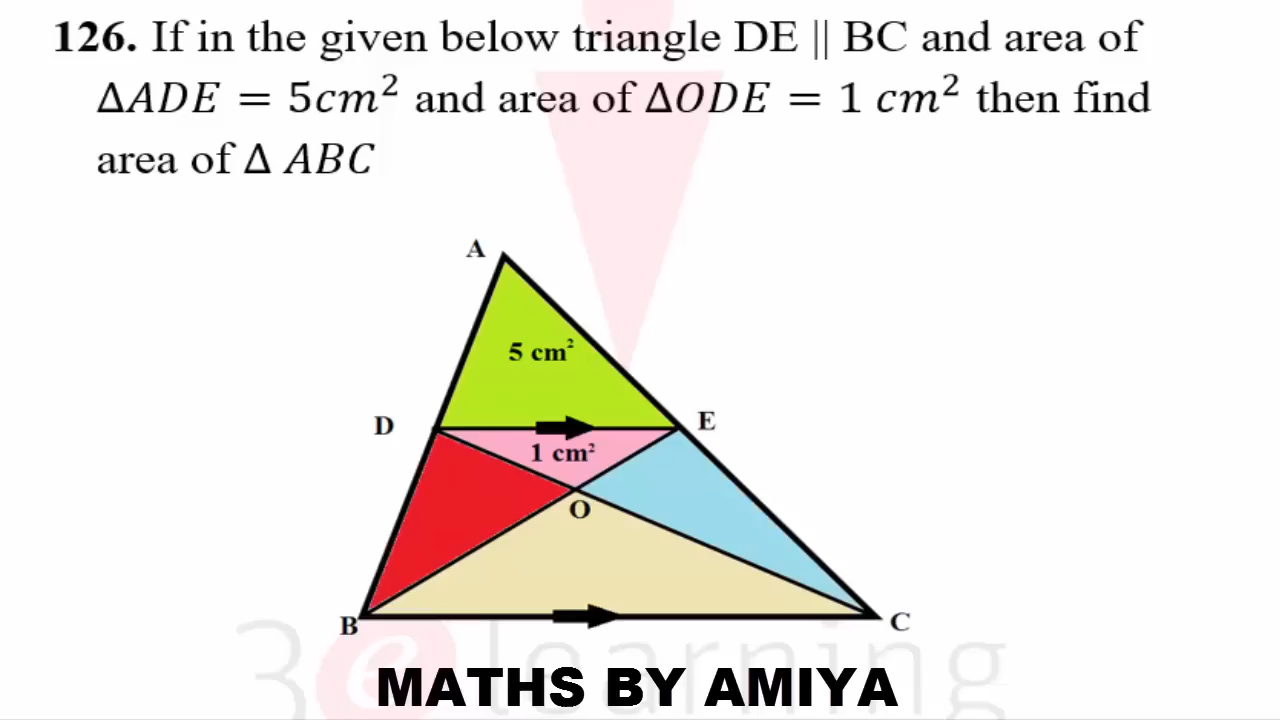 126. If in the given below triangle DE || BC and area of
ΔADE = 5cm² and area of ΔODE = 1 cm² then find
area of Δ ABC
A
5 cm²
D
E
1 cm²
O
B
C
3elearning
MATHS BY AMIYA